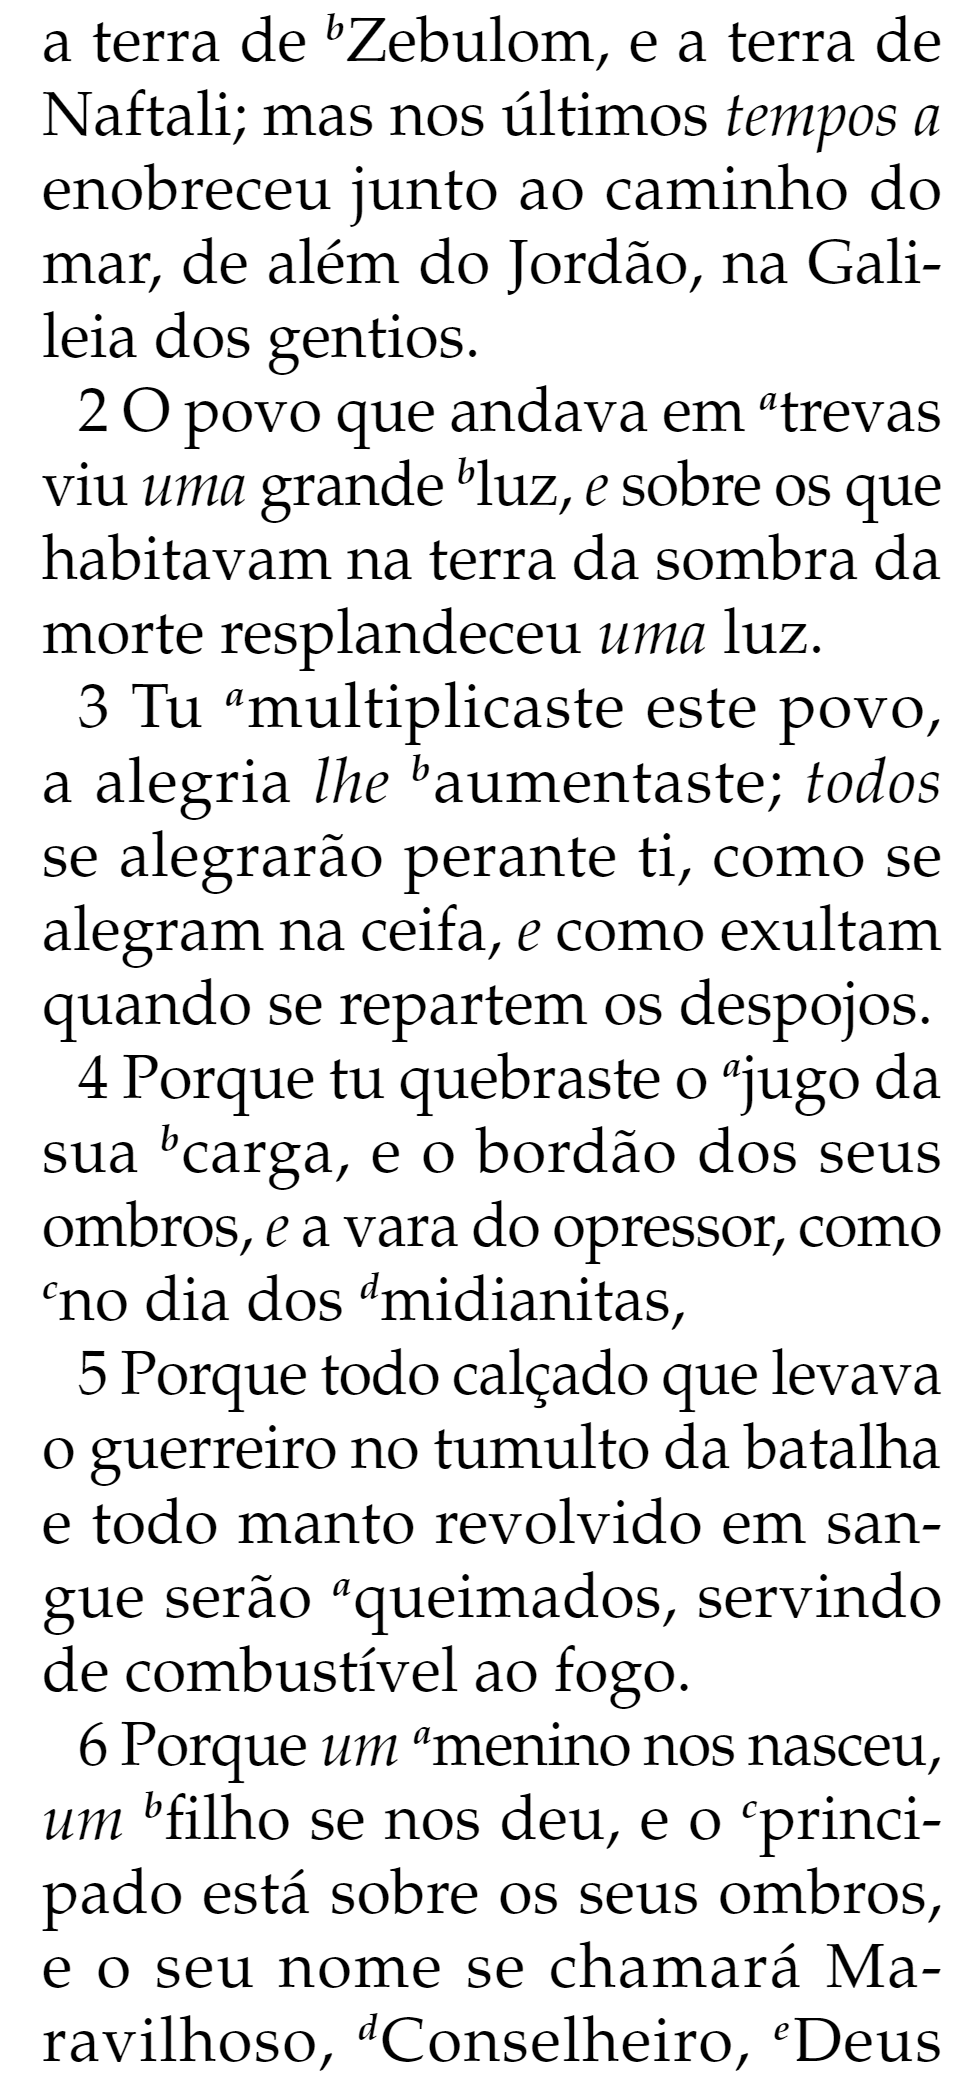 a terra de bZebulom, e a terra de
Naftali; mas nos últimos tempos a
enobreceu junto ao caminho do
mar, de além do Jordão, na Gali-
leia dos gentios.
2 O povo que andava em atrevas
viu uma grande bluz, e sobre os que
habitavam na terra da sombra da
morte resplandeceu uma luz.
3 Tu amultiplicaste este povo,
a alegria lhe baumentaste; todos
se alegrarão perante ti, como se
alegram na ceifa, e como exultam
quando se repartem os despojos.
4 Porque tu quebraste o ajugo da
sua bcarga, e o bordão dos seus
ombros, e a vara do opressor, como
cno dia dos dmidianitas,
5 Porque todo calçado que levava
o guerreiro no tumulto da batalha
e todo manto revolvido em san-
gue serão aqueimados, servindo
de combustível ao fogo.
6 Porque um amenino nos nasceu,
um bfilho se nos deu, e o cprinci-
pado está sobre os seus ombros,
e o seu nome se chamará Ma-
ravilhoso, dConselheiro, eDeus